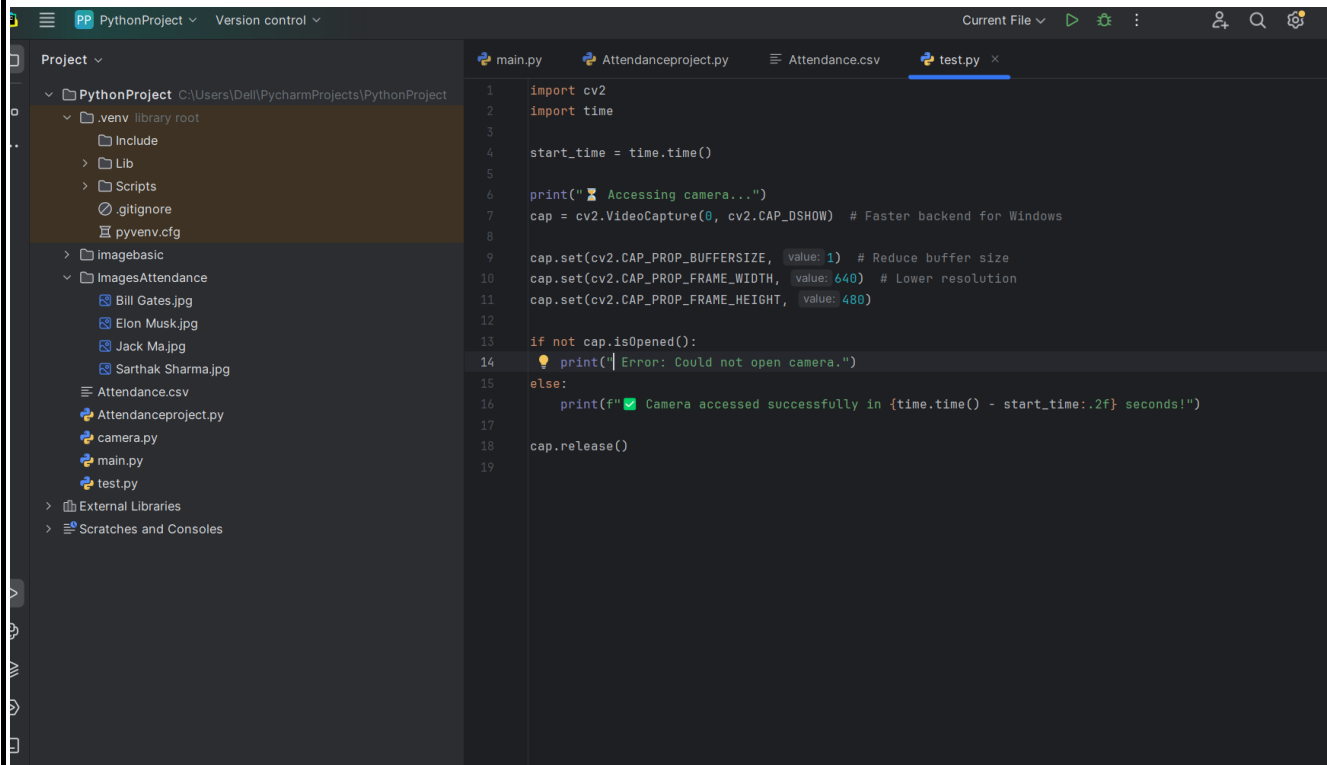 PP PythonProject Version control Current File
Project
main.py Attendanceproject.py Attendance.csv test.py
PythonProject C:\Users\Dell\PycharmProjects\PythonProject
.venv library root
Include
Lib
Scripts
.gitignore
pyvenv.cfg
imagebasic
ImagesAttendance
Bill Gates.jpg
Elon Musk.jpg
Jack Ma.jpg
Sarthak Sharma.jpg
Attendance.csv
Attendanceproject.py
camera.py
main.py
test.py
External Libraries
Scratches and Consoles
1 import cv2
2 import time
3
4 start_time = time.time()
5
6 print("⏳ Accessing camera...")
7 cap = cv2.VideoCapture(0, cv2.CAP_DSHOW) # Faster backend for Windows
8
9 cap.set(cv2.CAP_PROP_BUFFERSIZE, value: 1) # Reduce buffer size
10 cap.set(cv2.CAP_PROP_FRAME_WIDTH, value: 640) # Lower resolution
11 cap.set(cv2.CAP_PROP_FRAME_HEIGHT, value: 480)
12
13 if not cap.isOpened():
14 print(" Error: Could not open camera.")
15 else:
16 print(f"✅ Camera accessed successfully in {time.time() - start_time:.2f} seconds!")
17
18 cap.release()
19